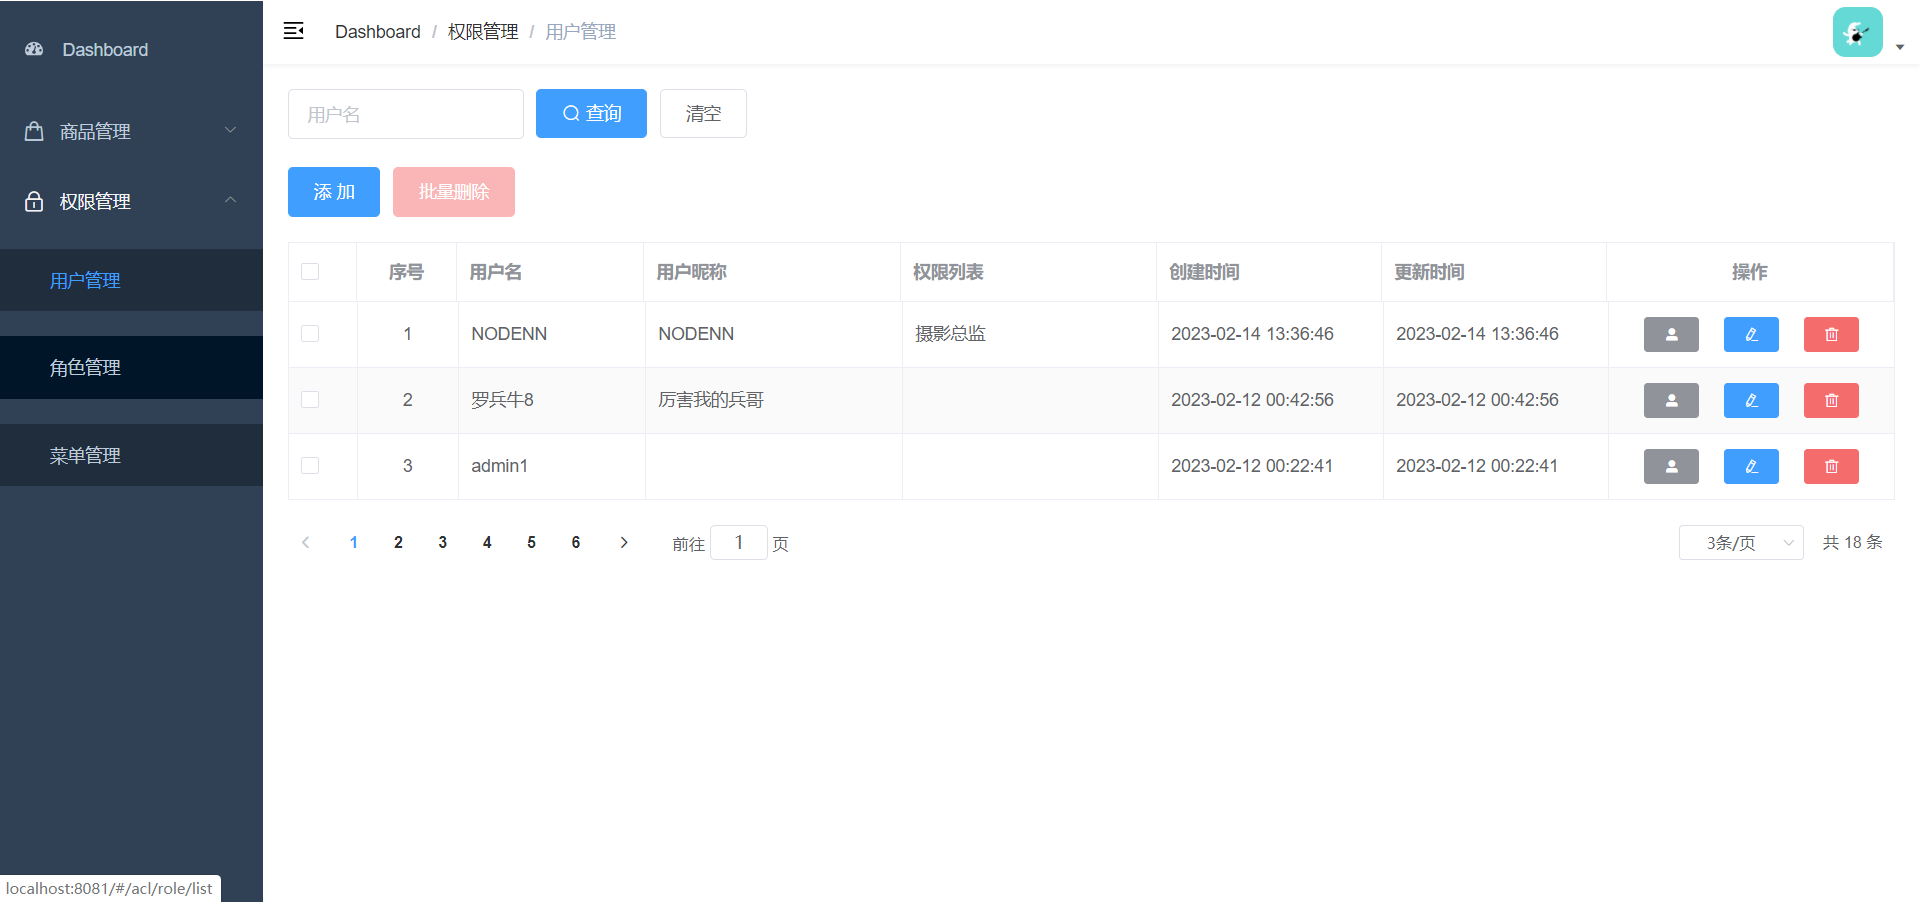 Dashboard
商品管理
权限管理
用户管理
角色管理
菜单管理
localhost:8081/#/acl/role/list
Dashboard / 权限管理 / 用户管理
用户名 查询 清空
添 加 批量删除
序号 用户名 用户昵称 权限列表 创建时间 更新时间 操作
1 NODENN NODENN 摄影总监 2023-02-14 13:36:46 2023-02-14 13:36:46
2 罗兵牛8 厉害我的兵哥 2023-02-12 00:42:56 2023-02-12 00:42:56
3 admin1 2023-02-12 00:22:41 2023-02-12 00:22:41
1 2 3 4 5 6 前往 1 页 3条/页 共 18 条